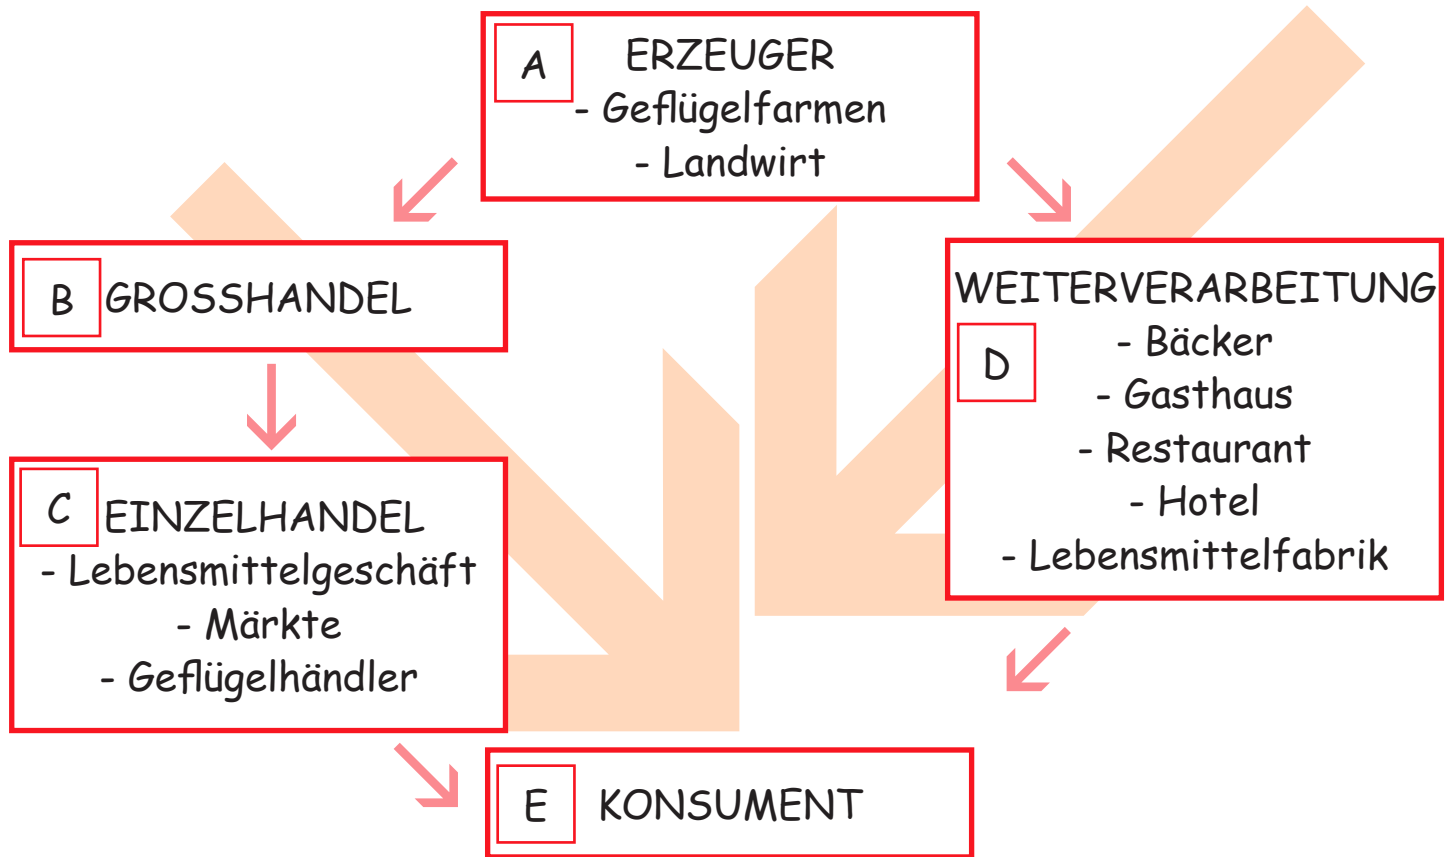 A
ERZEUGER
- Geflügelfarmen
- Landwirt
B
GROSSHANDEL
C
EINZELHANDEL
- Lebensmittelgeschäft
- Märkte
- Geflügelhändler
WEITERVERARBEITUNG
D
- Bäcker
- Gasthaus
- Restaurant
- Hotel
- Lebensmittelfabrik
E
KONSUMENT